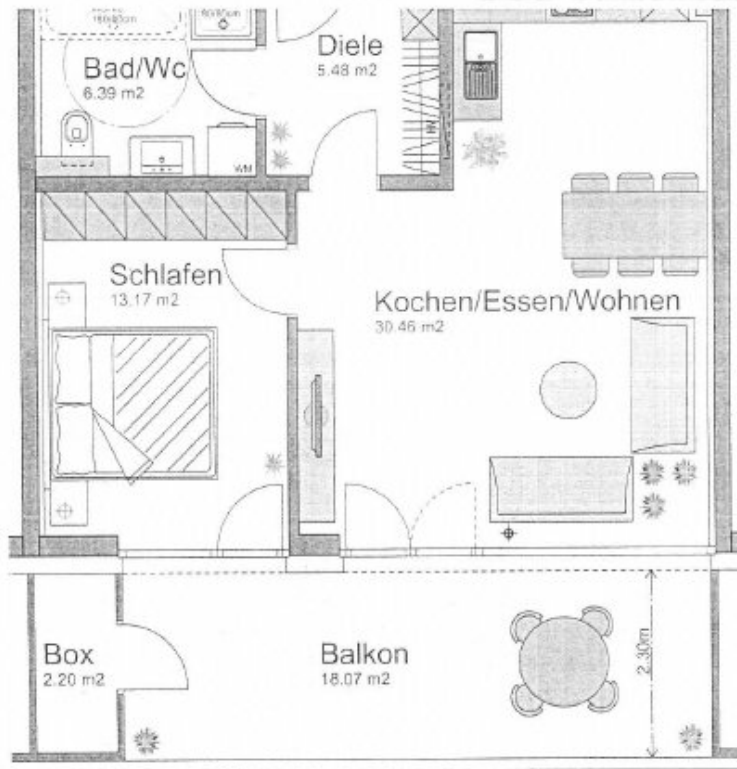 Diele
5.48 m2
Bad/Wc
6.39 m2
WM
Schlafen
13.17 m2
Kochen/Essen/Wohnen
30.46 m2
Box
2.20 m2
Balkon
18.07 m2
2.30m